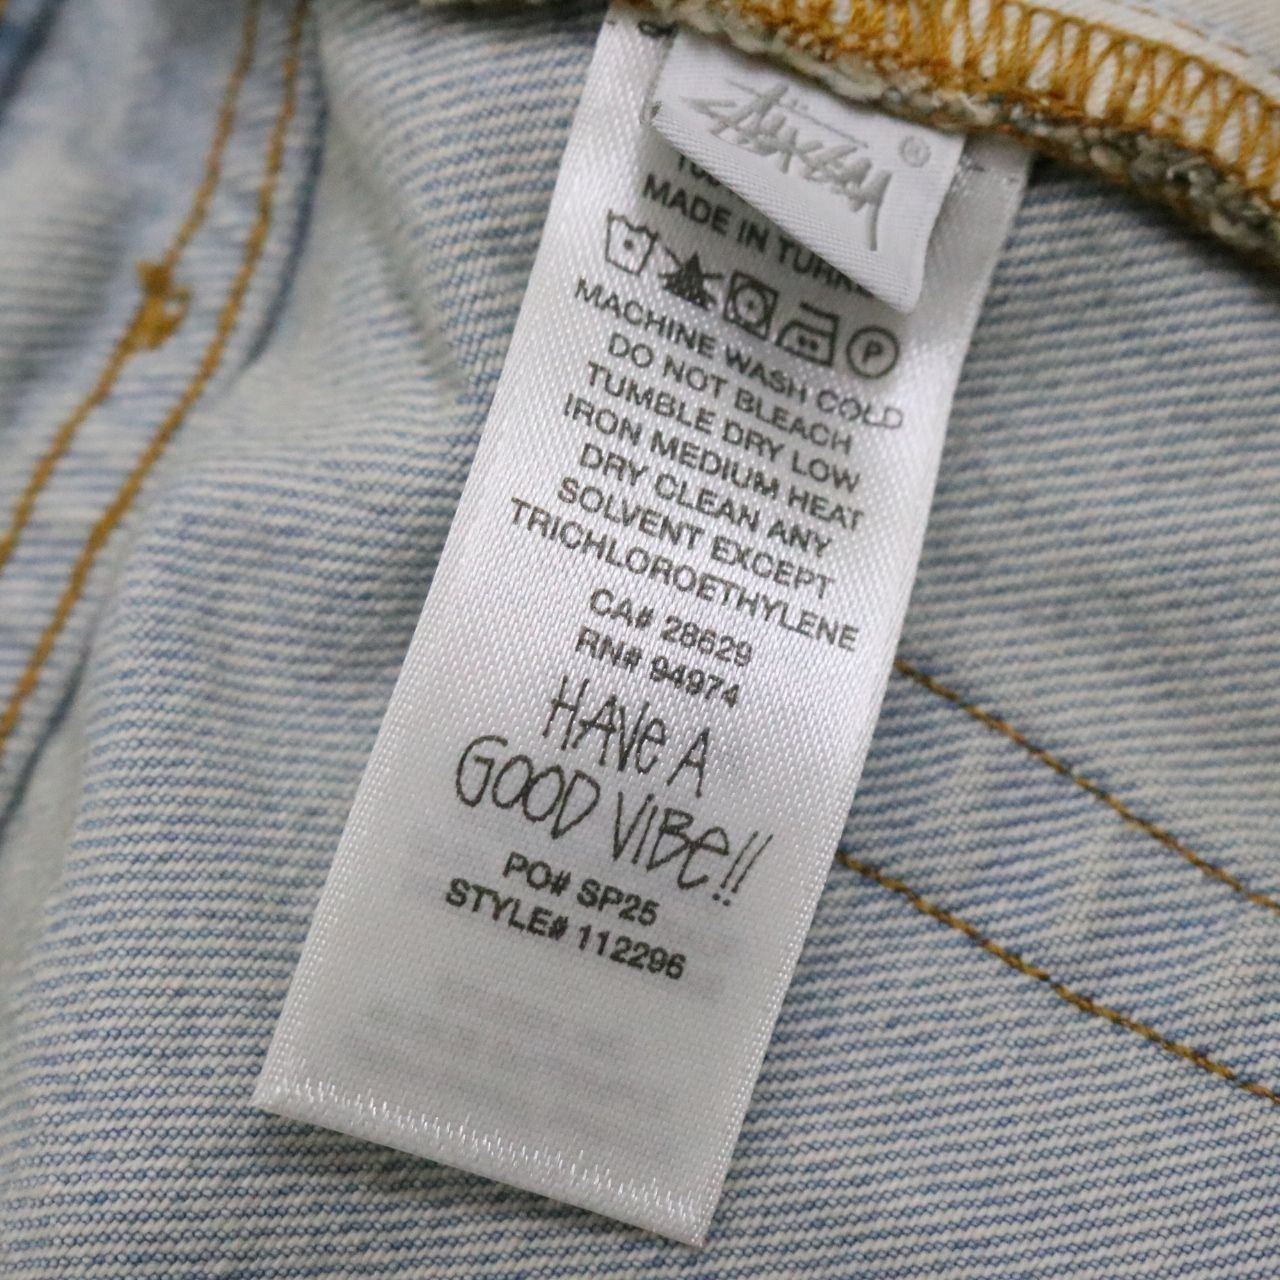 Stüssy ®
MADE IN
P
MACHINE WASH COLD
DO NOT BLEACH
TUMBLE DRY LOW
IRON MEDIUM HEAT
DRY CLEAN ANY
SOLVENT EXCEPT
TRICHLOROETHYLENE
CA# 28629
RN# 94974
HAVe A
GOOD VIBe!!
PO# SP25
STYLE# 112296